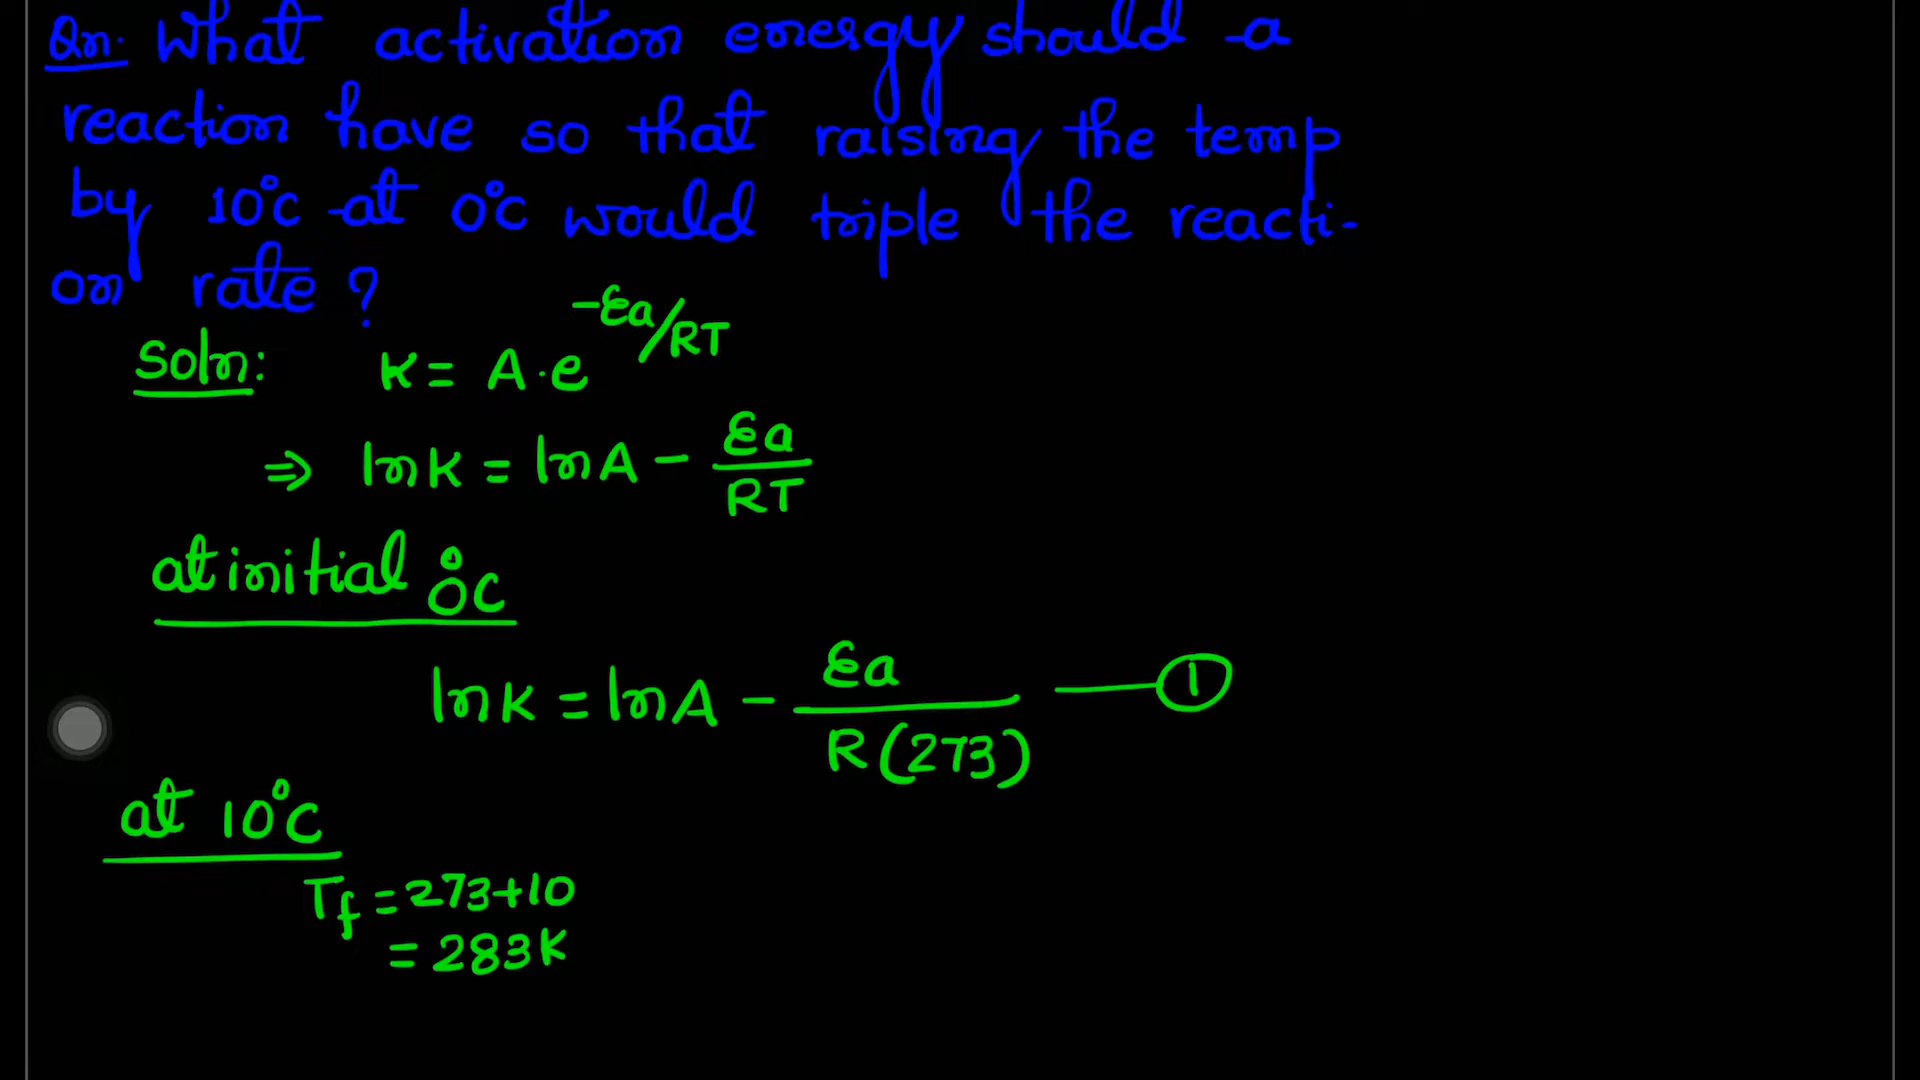 Qn. What activation energy should a
reaction have so that raising the temp
by 10°C at 0°C would triple the reacti-
on rate ?
Soln: K = A·e^(-Ea/RT)
⇒ lnK = lnA - Ea/RT
at initial 0°C
lnK = lnA - Ea/R(273) — ①
at 10°C
Tf = 273+10
= 283K